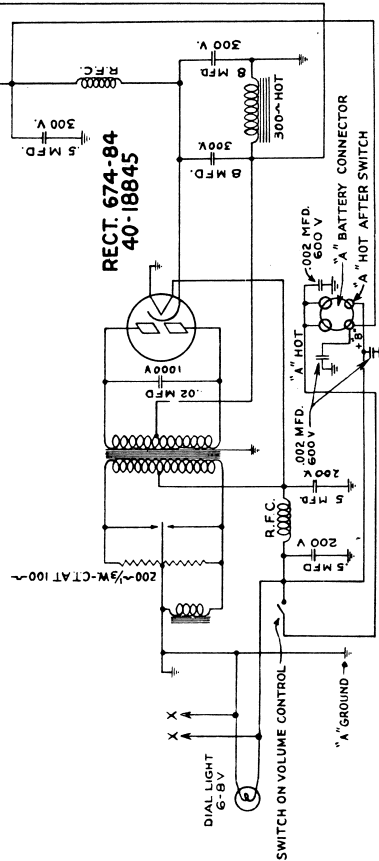 R.F.C.
.5 MFD.
300 V.
300 V.
8 MFD.
300∼HOT
300V.
8 MFD.
RECT. 674-84
40-18845
"A" BATTERY CONNECTOR
"A" HOT AFTER SWITCH
.002 MFD.
600 V
"A" HOT
+"B"
.002 MFD.
600 V
1000V
.02 MFD
200 V.
.5 MFD
R.F.C.
200 V
.5 MFD
200∼⅓W.-C.T.AT 100∼
X
X
DIAL LIGHT
6-8V
SWITCH ON VOLUME CONTROL
"A" GROUND